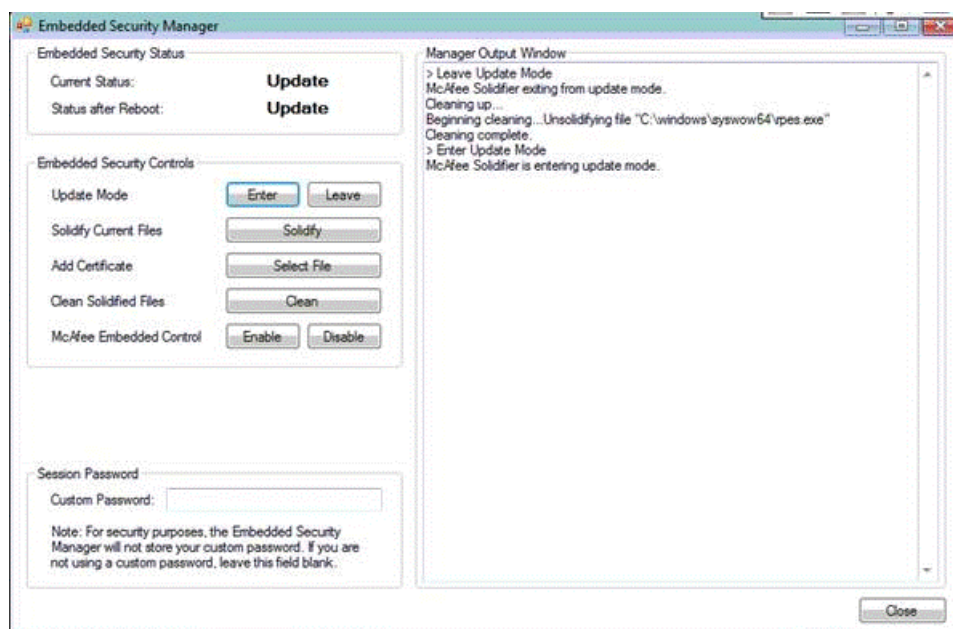 Embedded Security Manager
Embedded Security Status
Current Status: Update
Status after Reboot: Update
Embedded Security Controls
Update Mode Enter Leave
Solidify Current Files Solidify
Add Certificate Select File
Clean Solidified Files Clean
McAfee Embedded Control Enable Disable
Session Password
Custom Password:
Note: For security purposes, the Embedded Security
Manager will not store your custom password. If you are
not using a custom password, leave this field blank.
Manager Output Window
> Leave Update Mode
McAfee Solidifier exiting from update mode.
Cleaning up...
Beginning cleaning...Unsolidifying file "C:\windows\syswow64\rpes.exe"
Cleaning complete.
> Enter Update Mode
McAfee Solidifier is entering update mode.
Close